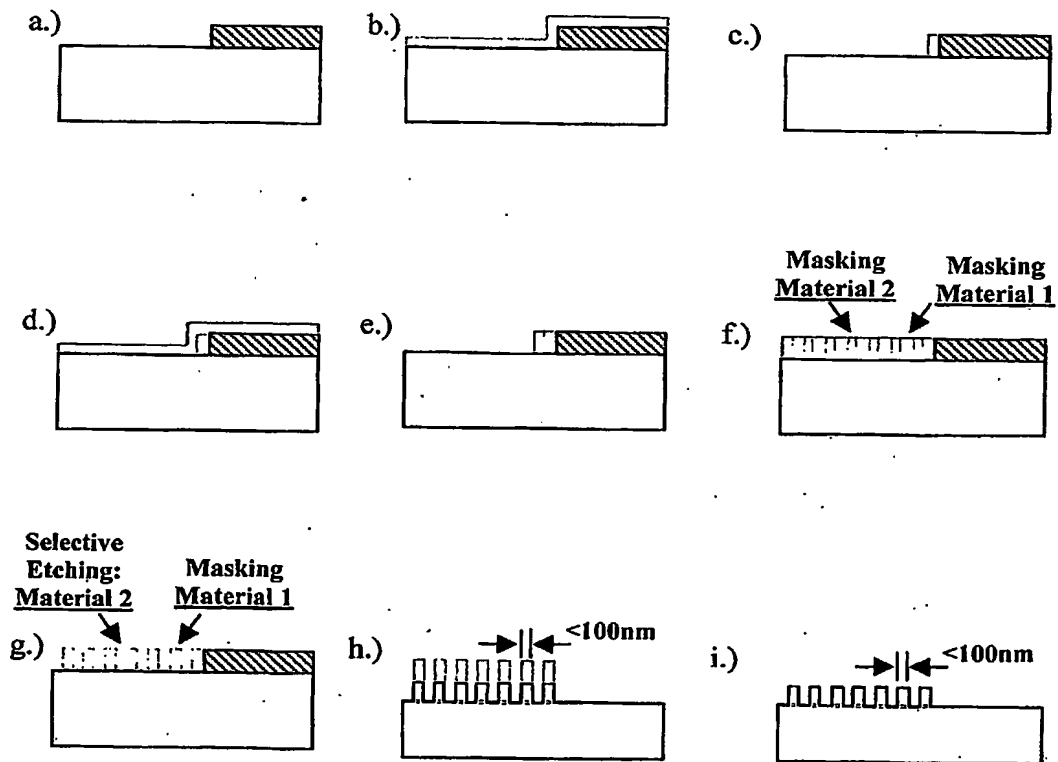 a.)
b.)
c.)
d.)
e.)
Masking
Material 2
Masking
Material 1
f.)
Selective
Etching:
Material 2
Masking
Material 1
g.)
h.)
<100nm
i.)
<100nm